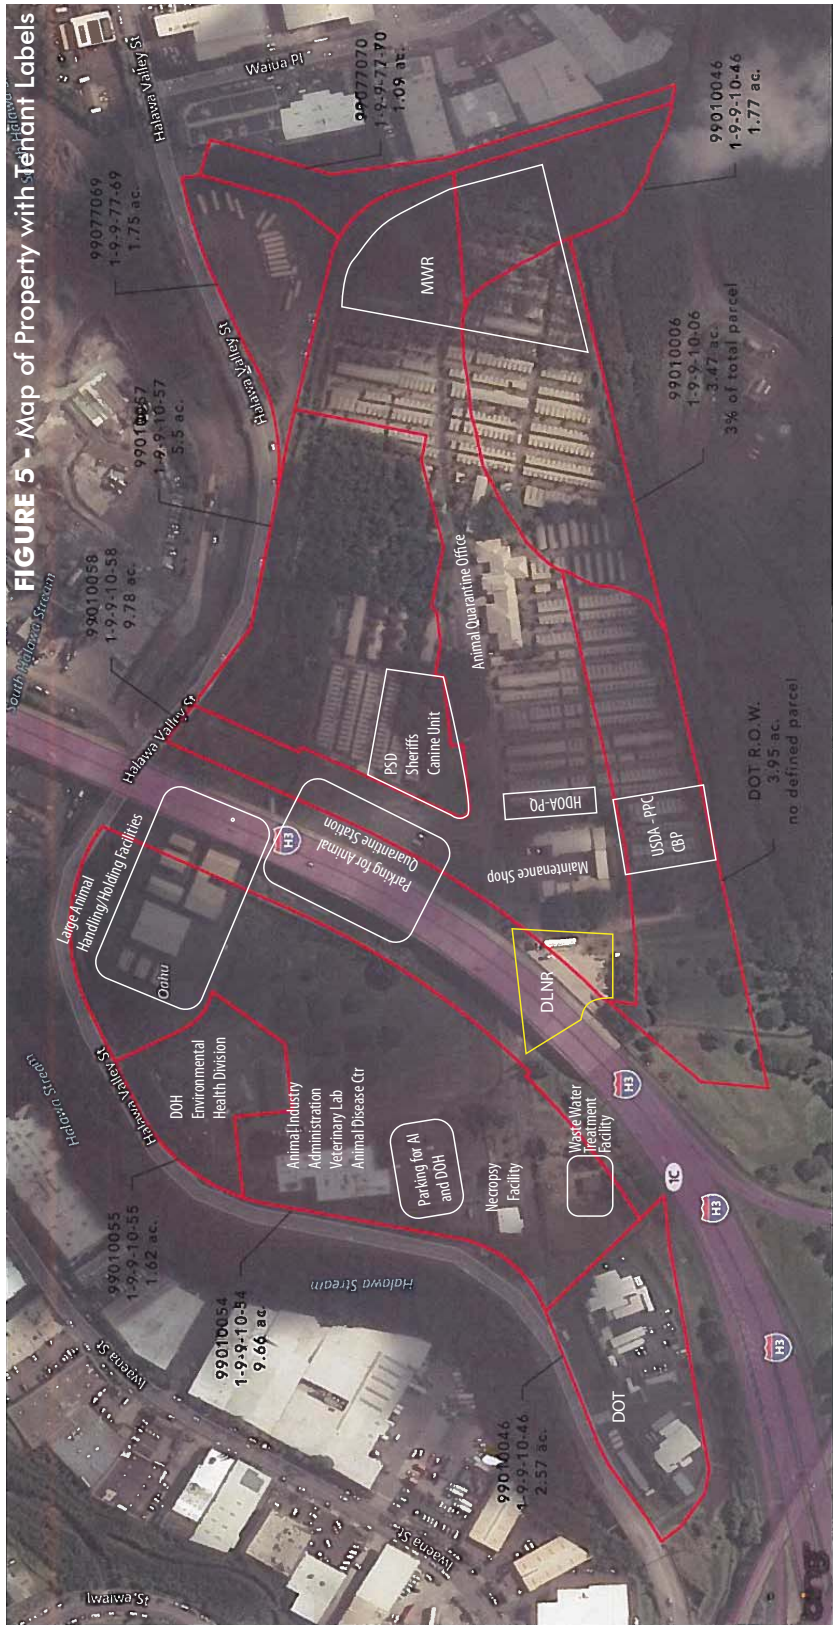 FIGURE 5 - Map of Property with Tenant Labels
Iwaiwa St
Iwaena St
Iwaena St
Halawa Stream
Halawa Stream
South Halawa Stream
Halawa Valley St
Halawa Valley St
Halawa Valley St
Halawa Valley St
Waiua Pl
99010046
1-9-9-10-46
2.57 ac.
99010054
1-9-9-10-54
9.66 ac.
99010055
1-9-9-10-55
1.62 ac.
99010058
1-9-9-10-58
9.78 ac.
99010057
1-9-9-10-57
5.5 ac.
99077069
1-9-9-77-69
1.75 ac.
99077070
1-9-9-77-70
1.09 ac.
Large Animal
Handling/Holding Facilities
Oahu
DOH
Environmental
Health Division
Animal Industry
Administration
Veterinary Lab
Animal Disease Ctr
Parking for AI
and DOH
Necropsy
Facility
Waste Water
Treatment
Facility
DOT
Parking for Animal
Quarantine Station
PSD
Sheriffs
Canine Unit
Animal Quarantine Office
MWR
HDOA-PQ
Maintenance Shop
USDA - PPC
CBP
DLNR
H3
H3
H3
H3
1C
DOT R.O.W.
3.95 ac.
no defined parcel
99010006
1-9-9-10-06
3.47 ac.
3% of total parcel
99010046
1-9-9-10-46
1.77 ac.
bing